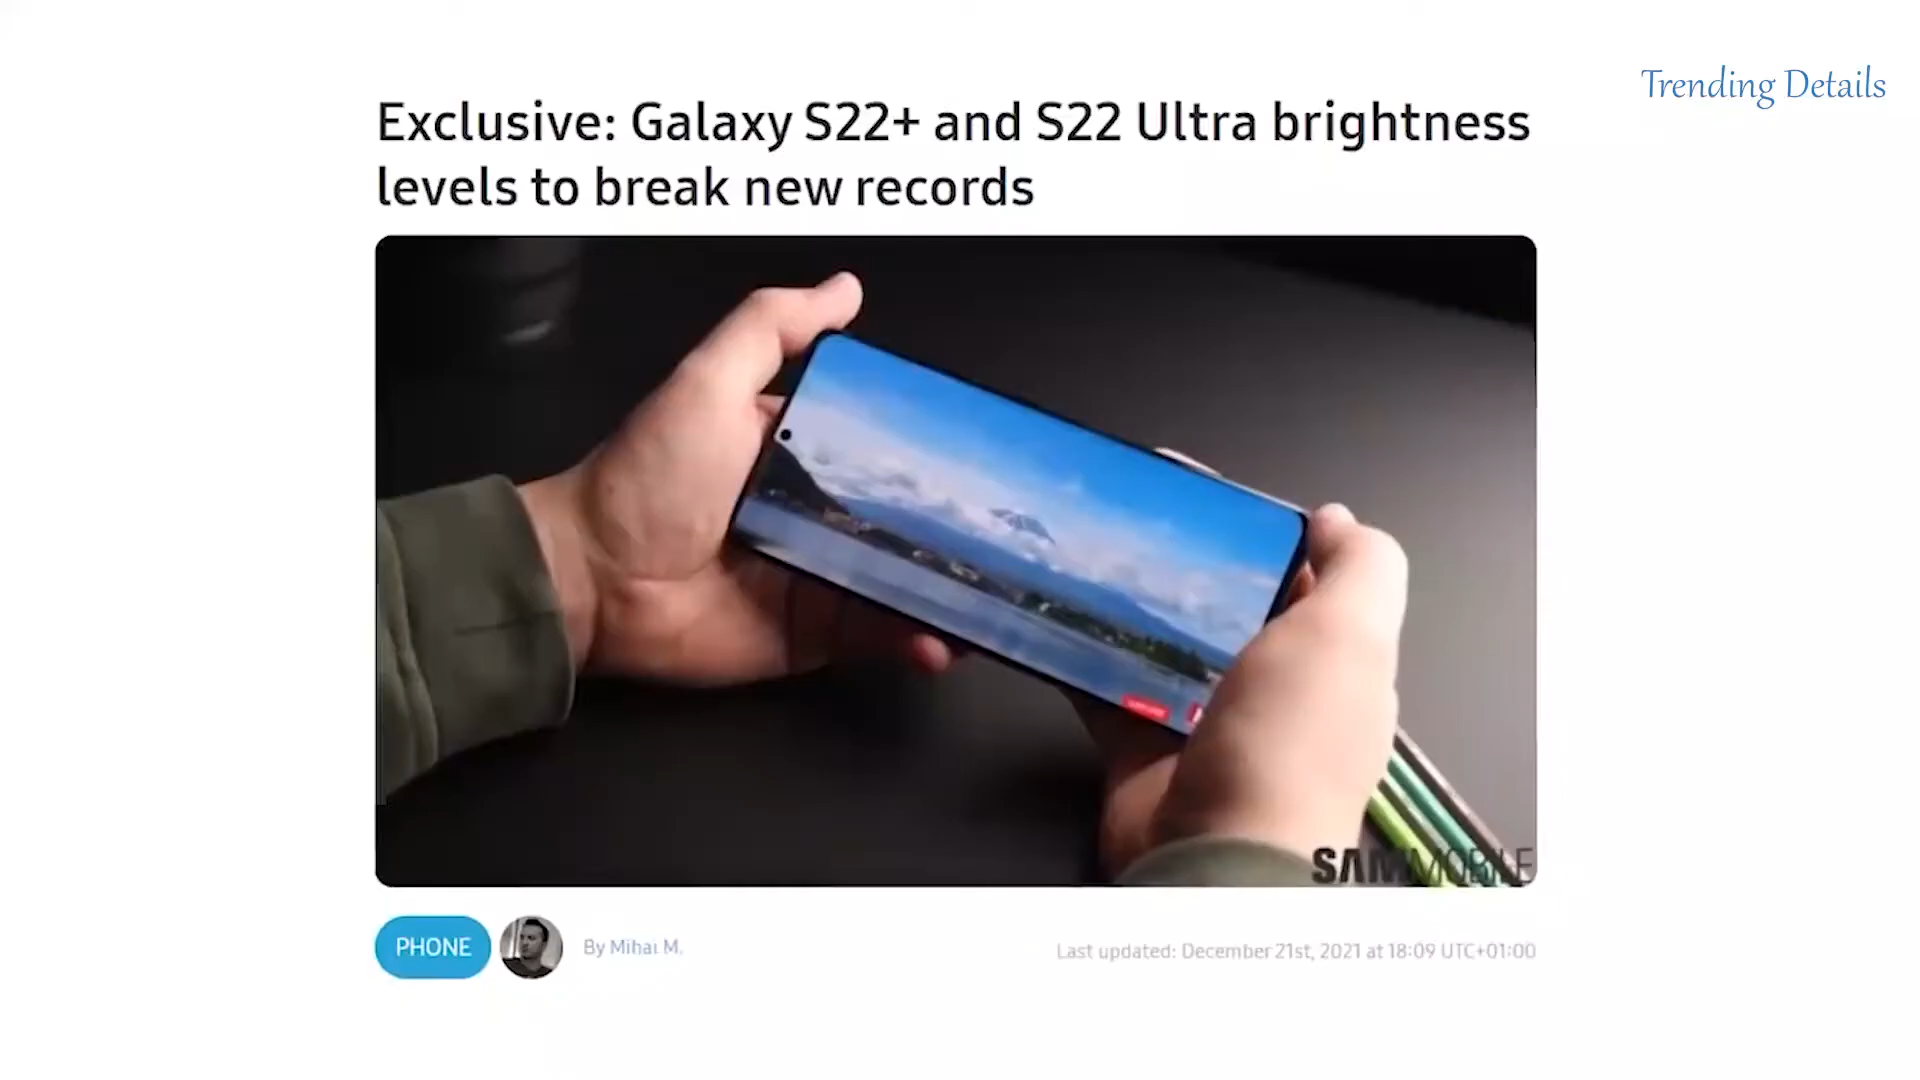 Trending Details
Exclusive: Galaxy S22+ and S22 Ultra brightness
levels to break new records
SAMMOBILE
PHONE
By Mihai M.
Last updated: December 21st, 2021 at 18:09 UTC+01:00